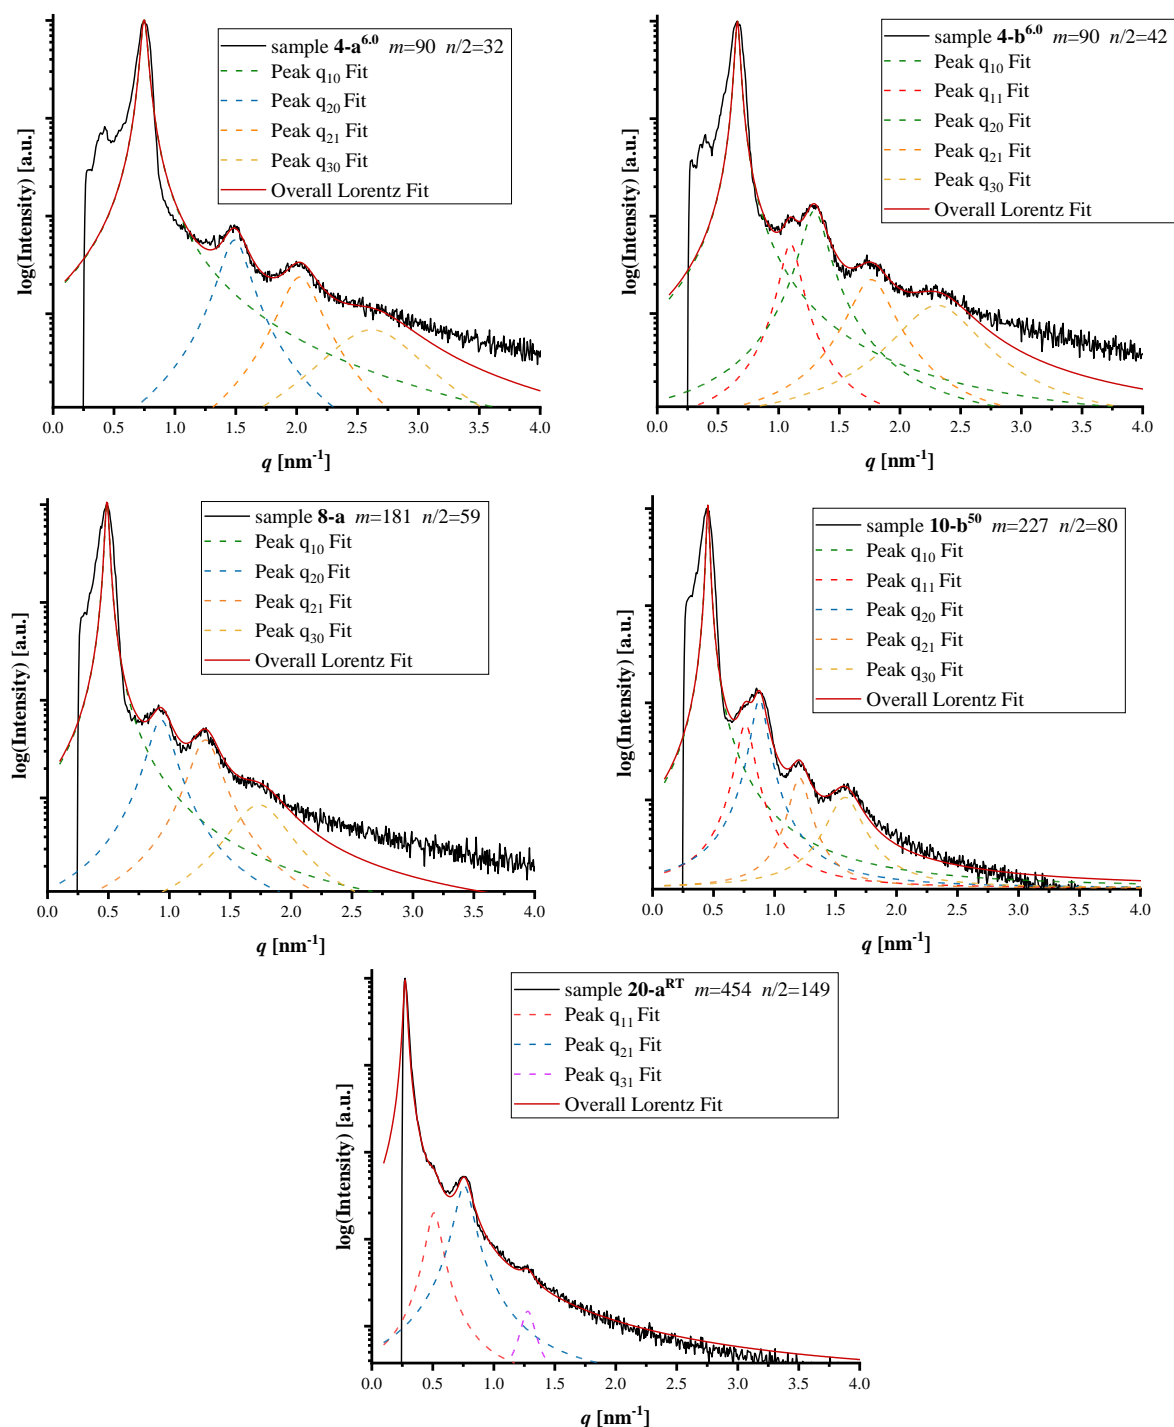 log(Intensity) [a.u.]
sample 4-a^6.0 m=90 n/2=32
Peak q₁₀ Fit
Peak q₂₀ Fit
Peak q₂₁ Fit
Peak q₃₀ Fit
Overall Lorentz Fit
0.0 0.5 1.0 1.5 2.0 2.5 3.0 3.5 4.0
q [nm⁻¹]
log(Intensity) [a.u.]
sample 4-b^6.0 m=90 n/2=42
Peak q₁₀ Fit
Peak q₁₁ Fit
Peak q₂₀ Fit
Peak q₂₁ Fit
Peak q₃₀ Fit
Overall Lorentz Fit
0.0 0.5 1.0 1.5 2.0 2.5 3.0 3.5 4.0
q [nm⁻¹]
log(Intensity) [a.u.]
sample 8-a m=181 n/2=59
Peak q₁₀ Fit
Peak q₂₀ Fit
Peak q₂₁ Fit
Peak q₃₀ Fit
Overall Lorentz Fit
0.0 0.5 1.0 1.5 2.0 2.5 3.0 3.5 4.0
q [nm⁻¹]
log(Intensity) [a.u.]
sample 10-b^50 m=227 n/2=80
Peak q₁₀ Fit
Peak q₁₁ Fit
Peak q₂₀ Fit
Peak q₂₁ Fit
Peak q₃₀ Fit
Overall Lorentz Fit
0.0 0.5 1.0 1.5 2.0 2.5 3.0 3.5 4.0
q [nm⁻¹]
log(Intensity) [a.u.]
sample 20-a^RT m=454 n/2=149
Peak q₁₁ Fit
Peak q₂₁ Fit
Peak q₃₁ Fit
Overall Lorentz Fit
0.0 0.5 1.0 1.5 2.0 2.5 3.0 3.5 4.0
q [nm⁻¹]